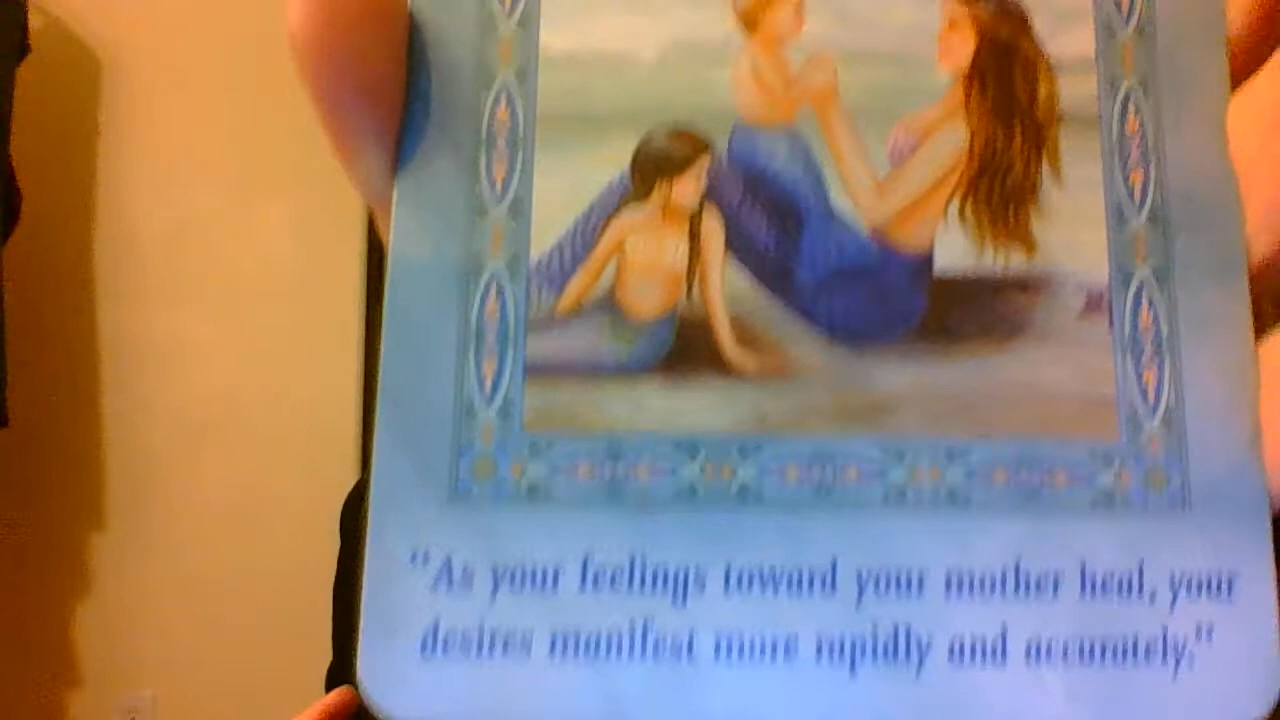 "As your feelings toward your mother heal, your
desires manifest more rapidly and accurately."